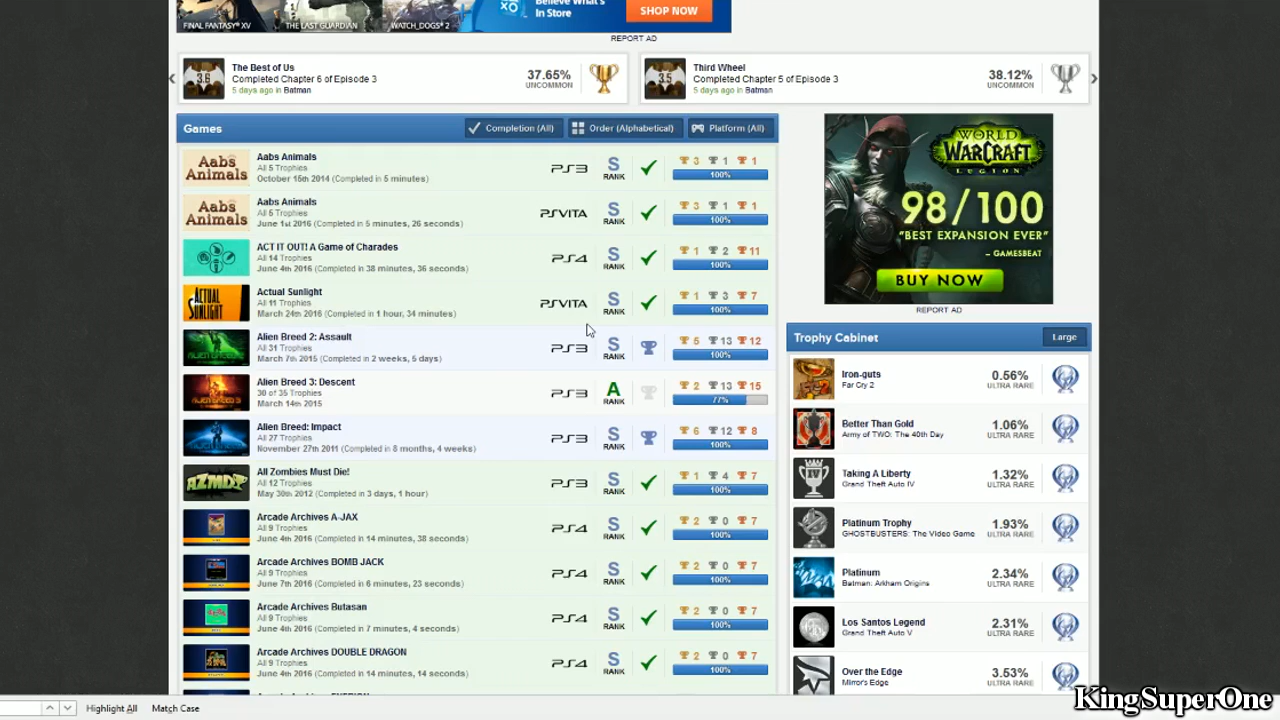 FINAL FANTASY XV
THE LAST GUARDIAN
WATCH_DOGS 2
Believe What's
In Store
SHOP NOW
REPORT AD
3.6
The Best of Us
Completed Chapter 6 of Episode 3
5 days ago in Batman
37.65%
UNCOMMON
3.5
Third Wheel
Completed Chapter 5 of Episode 3
5 days ago in Batman
38.12%
UNCOMMON
Games
Completion (All)
Order (Alphabetical)
Platform (All)
Aabs Animals
Aabs Animals
All 5 Trophies
October 15th 2014 (Completed in 5 minutes)
PS3
S RANK
3 1 1
100%
Aabs Animals
Aabs Animals
All 5 Trophies
June 1st 2016 (Completed in 5 minutes, 26 seconds)
PSVITA
S RANK
3 1 1
100%
ACT IT OUT! A Game of Charades
All 14 Trophies
June 4th 2016 (Completed in 38 minutes, 36 seconds)
PS4
S RANK
1 2 11
100%
ACTUAL SUNLIGHT
Actual Sunlight
All 11 Trophies
March 24th 2016 (Completed in 1 hour, 34 minutes)
PSVITA
S RANK
1 3 7
100%
Alien Breed 2: Assault
All 31 Trophies
March 7th 2015 (Completed in 2 weeks, 5 days)
PS3
S RANK
5 13 12
100%
Alien Breed 3: Descent
30 of 35 Trophies
March 14th 2015
PS3
A RANK
2 13 15
77%
Alien Breed: Impact
All 27 Trophies
November 27th 2011 (Completed in 8 months, 4 weeks)
PS3
S RANK
6 12 8
100%
AZMD!
All Zombies Must Die!
All 12 Trophies
May 30th 2012 (Completed in 3 days, 1 hour)
PS3
S RANK
1 4 7
100%
Arcade Archives A-JAX
All 9 Trophies
June 4th 2016 (Completed in 14 minutes, 38 seconds)
PS4
S RANK
2 0 7
100%
Arcade Archives BOMB JACK
All 9 Trophies
June 7th 2016 (Completed in 6 minutes, 23 seconds)
PS4
S RANK
2 0 7
100%
Arcade Archives Butasan
All 9 Trophies
June 4th 2016 (Completed in 7 minutes, 4 seconds)
PS4
S RANK
2 0 7
100%
Arcade Archives DOUBLE DRAGON
All 9 Trophies
June 4th 2016 (Completed in 14 minutes, 14 seconds)
PS4
S RANK
2 0 7
100%
WORLD OF WARCRAFT
LEGION
98/100
"BEST EXPANSION EVER"
– GAMESBEAT
BUY NOW
REPORT AD
Trophy Cabinet
Large
Iron-guts
Far Cry 2
0.56%
ULTRA RARE
Better Than Gold
Army of TWO: The 40th Day
1.06%
ULTRA RARE
Taking A Liberty
Grand Theft Auto IV
1.32%
ULTRA RARE
Platinum Trophy
GHOSTBUSTERS: The Video Game
1.93%
ULTRA RARE
Platinum
Batman: Arkham Origins
2.34%
ULTRA RARE
Los Santos Legend
Grand Theft Auto V
2.31%
ULTRA RARE
Over the Edge
Mirror's Edge
3.53%
ULTRA RARE
Highlight All
Match Case
KingSuperOne